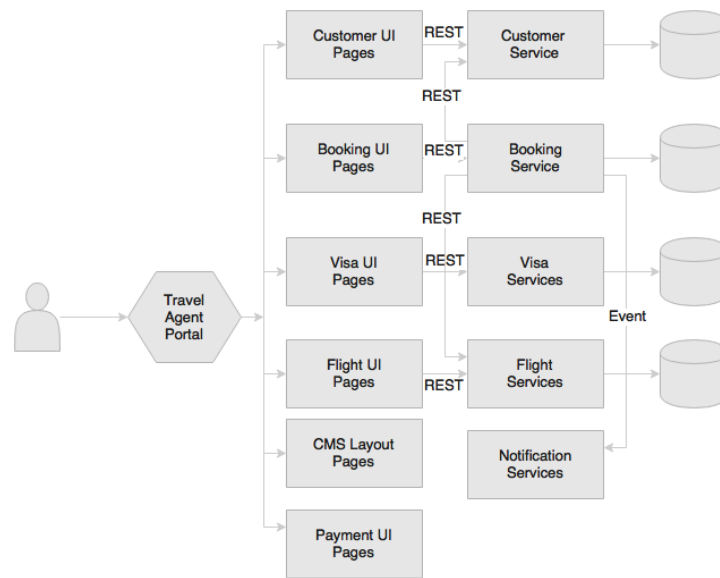 Customer UI
Pages
REST
Customer
Service
REST
Booking UI
Pages
REST
Booking
Service
REST
Visa UI
Pages
REST
Visa
Services
Travel
Agent
Portal
Event
Flight UI
Pages
REST
Flight
Services
CMS Layout
Pages
Notification
Services
Payment UI
Pages